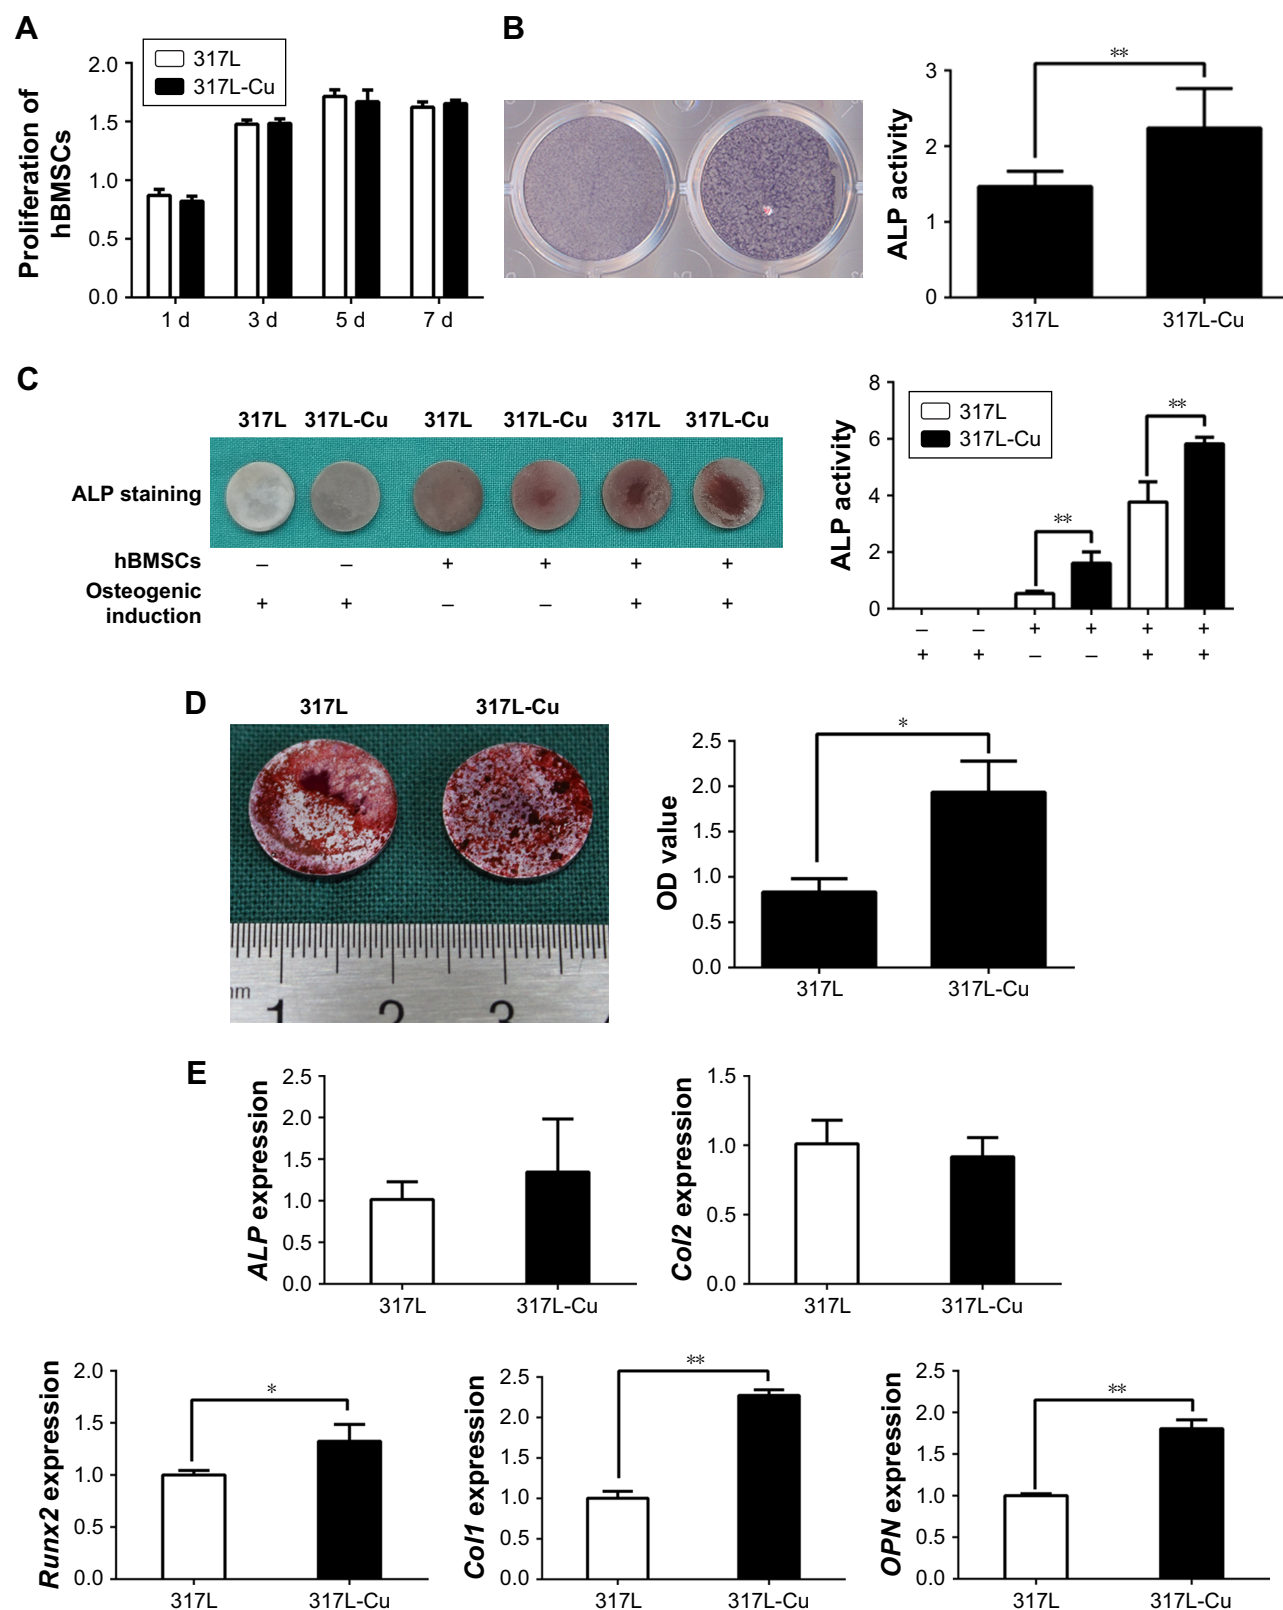 A
317L
317L-Cu
Proliferation of
hBMSCs
2.0
1.5
1.0
0.5
0.0
1 d 3 d 5 d 7 d
B
**
ALP activity
3
2
1
0
317L 317L-Cu
C
317L 317L-Cu 317L 317L-Cu 317L 317L-Cu
ALP staining
hBMSCs – – + + + +
Osteogenic
induction + + – – + +
317L
317L-Cu
ALP activity
8
6
4
2
0
**
**
– – + + + +
+ + – – + +
D
317L 317L-Cu
1 2 3
*
OD value
2.5
2.0
1.5
1.0
0.5
0.0
317L 317L-Cu
E
ALP expression
2.5
2.0
1.5
1.0
0.5
0.0
317L 317L-Cu
Col2 expression
1.5
1.0
0.5
0.0
317L 317L-Cu
Runx2 expression
2.0
1.5
1.0
0.5
0.0
*
317L 317L-Cu
Col1 expression
2.5
2.0
1.5
1.0
0.5
0.0
**
317L 317L-Cu
OPN expression
2.5
2.0
1.5
1.0
0.5
0.0
**
317L 317L-Cu